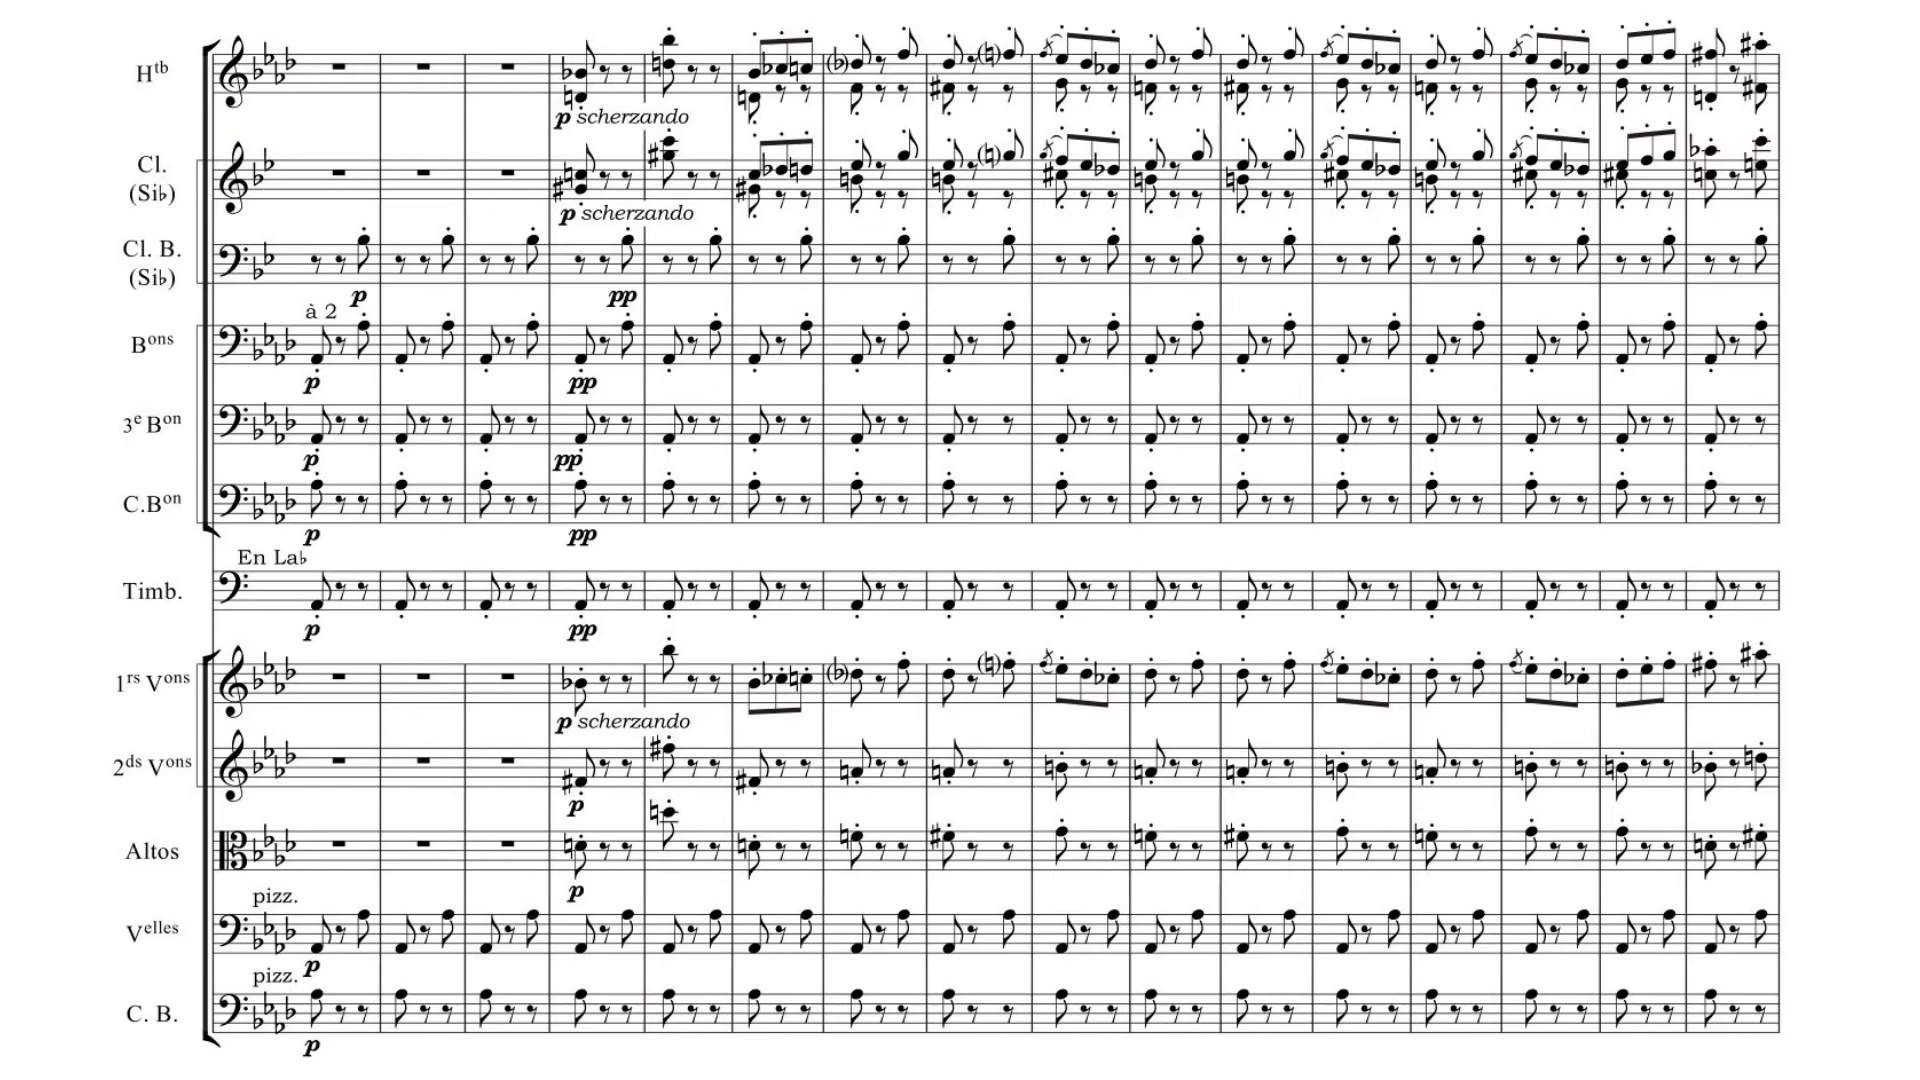 Htb
p scherzando
Cl.
(Si♭)
p scherzando
Cl. B.
(Si♭)
p pp
à 2
Bons
p pp
3e Bon
p pp
C.Bon
p pp
En La♭
Timb.
p pp
1rs Vons
p scherzando
2ds Vons
p
Altos
p
pizz.
Velles
p
pizz.
C. B.
p